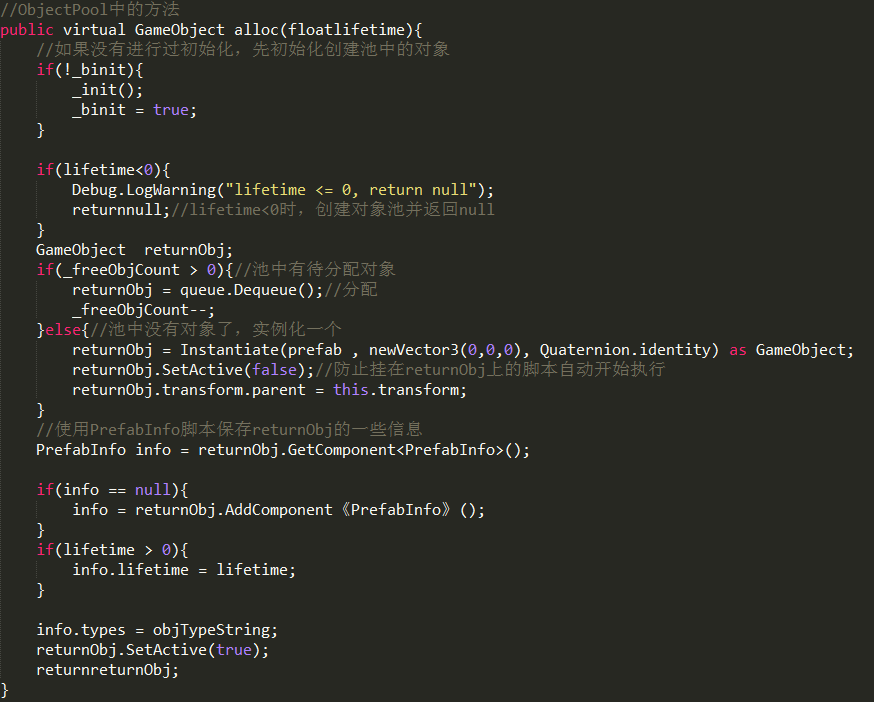 //ObjectPool中的方法
public virtual GameObject alloc(floatlifetime){
    //如果没有进行过初始化，先初始化创建池中的对象
    if(!_binit){
        _init();
        _binit = true;
    }

    if(lifetime<0){
        Debug.LogWarning("lifetime <= 0, return null");
        returnnull;//lifetime<0时，创建对象池并返回null
    }
    GameObject  returnObj;
    if(_freeObjCount > 0){//池中有待分配对象
        returnObj = queue.Dequeue();//分配
        _freeObjCount--;
    }else{//池中没有对象了，实例化一个
        returnObj = Instantiate(prefab , newVector3(0,0,0), Quaternion.identity) as GameObject;
        returnObj.SetActive(false);//防止挂在returnObj上的脚本自动开始执行
        returnObj.transform.parent = this.transform;
    }
    //使用PrefabInfo脚本保存returnObj的一些信息
    PrefabInfo info = returnObj.GetComponent<PrefabInfo>();

    if(info == null){
        info = returnObj.AddComponent《PrefabInfo》();
    }
    if(lifetime > 0){
        info.lifetime = lifetime;
    }

    info.types = objTypeString;
    returnObj.SetActive(true);
    returnreturnObj;
}